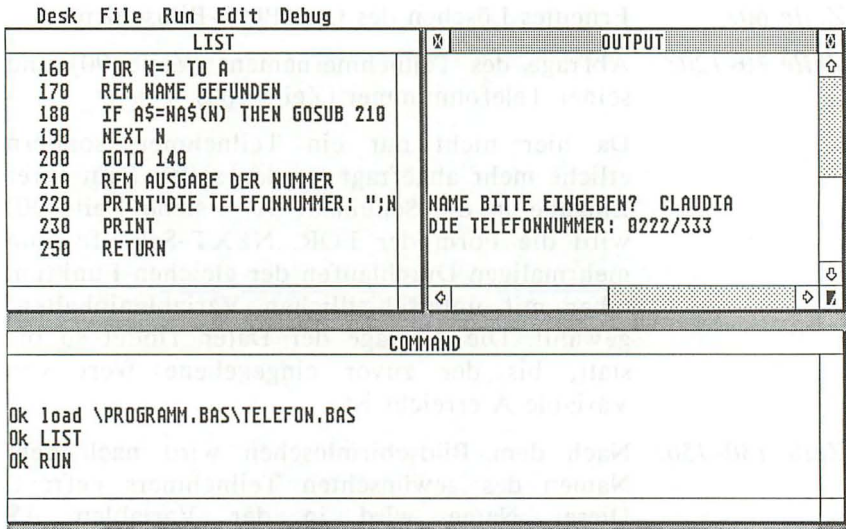 Desk File Run Edit Debug
LIST
160 FOR N=1 TO A
170 REM NAME GEFUNDEN
180 IF A$=NA$(N) THEN GOSUB 210
190 NEXT N
200 GOTO 140
210 REM AUSGABE DER NUMMER
220 PRINT"DIE TELEFONNUMMER: ";N
230 PRINT
250 RETURN
OUTPUT
NAME BITTE EINGEBEN? CLAUDIA
DIE TELEFONNUMMER: 0222/333
COMMAND
Ok load \PROGRAMM.BAS\TELEFON.BAS
Ok LIST
Ok RUN